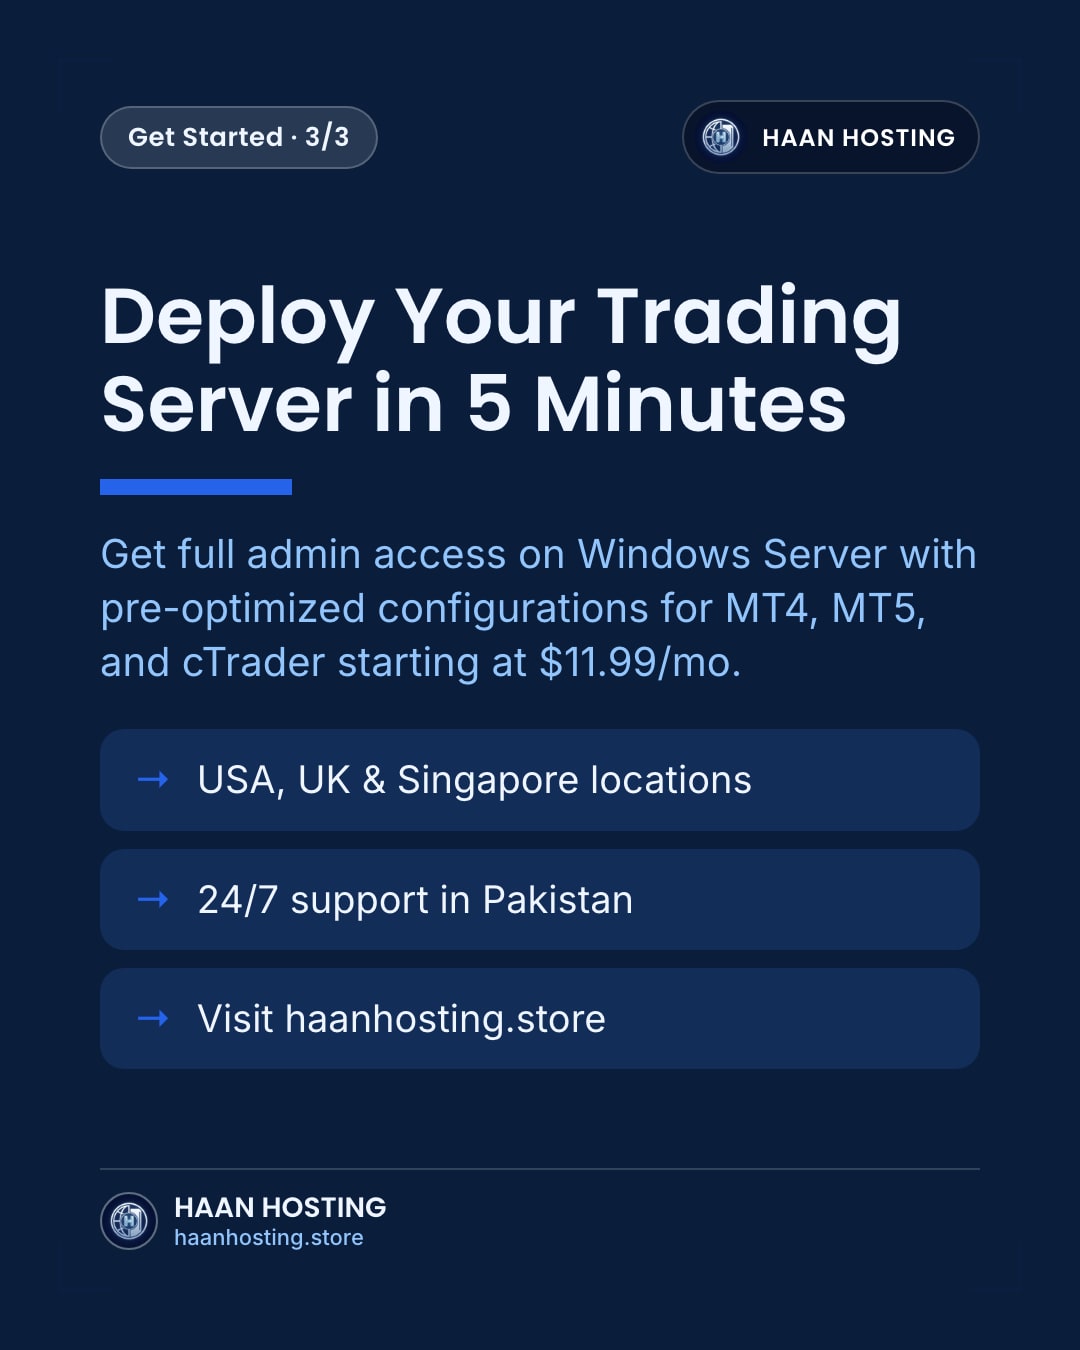 Get Started · 3/3
HAAN HOSTING
Deploy Your Trading
Server in 5 Minutes
Get full admin access on Windows Server with
pre-optimized configurations for MT4, MT5,
and cTrader starting at $11.99/mo.
→ USA, UK & Singapore locations
→ 24/7 support in Pakistan
→ Visit haanhosting.store
HAAN HOSTING
haanhosting.store